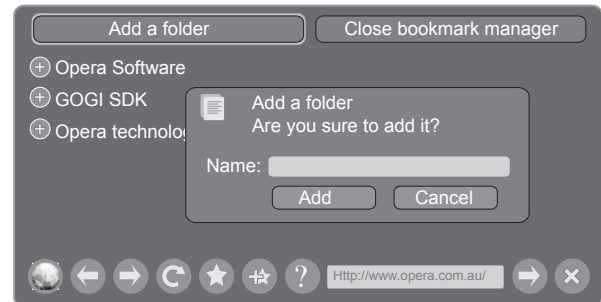 Add a folder
Close bookmark manager
Opera Software
GOGI SDK
Opera technolo
Add a folder
Are you sure to add it?
Name:
Add Cancel
? Http://www.opera.com.au/